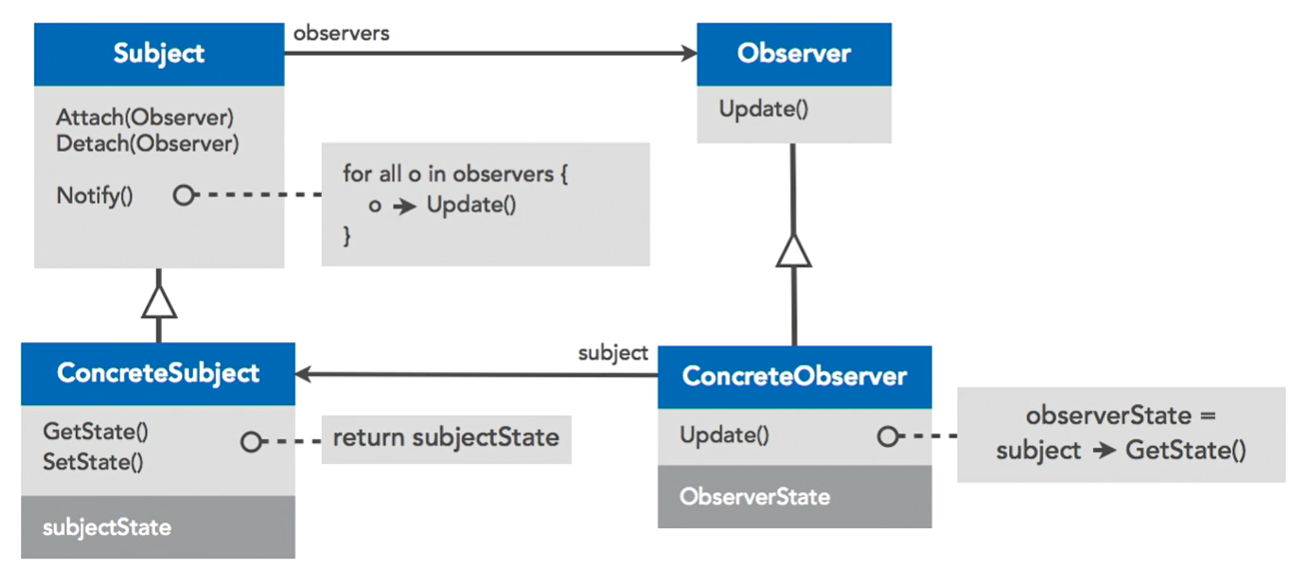 Subject
observers
Observer
Attach(Observer)
Detach(Observer)
Notify()
for all o in observers {
o → Update()
}
Update()
ConcreteSubject
GetState()
SetState()
return subjectState
subjectState
subject
ConcreteObserver
Update()
ObserverState
observerState =
subject → GetState()